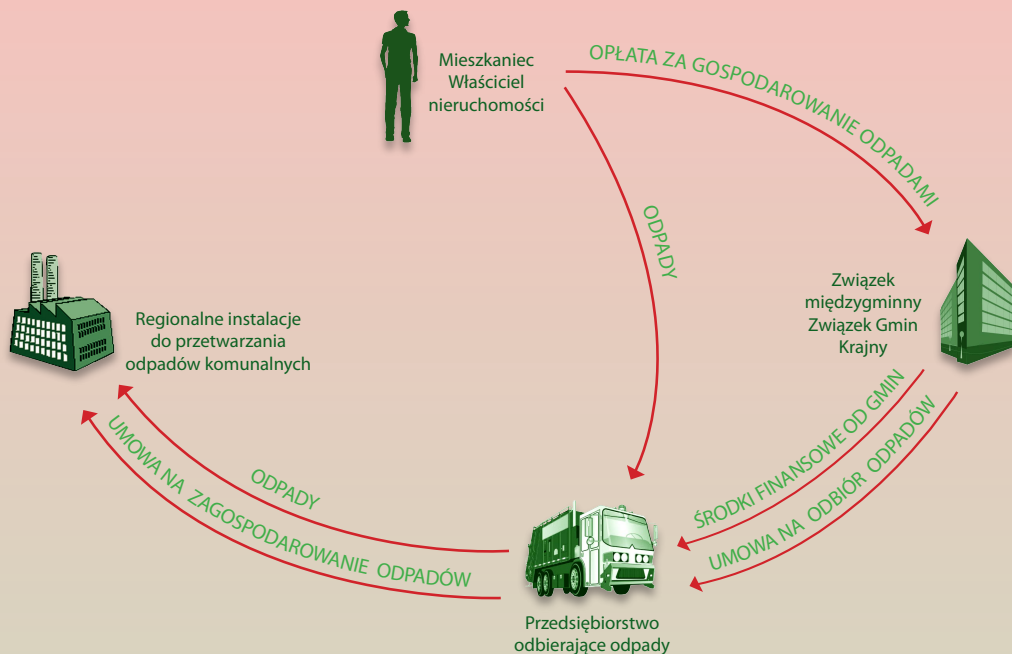 Mieszkaniec
Właściciel
nieruchomości
OPŁATA ZA GOSPODAROWANIE ODPADAMI
ODPADY
Związek
międzygminny
Związek Gmin
Krajny
Regionalne instalacje
do przetwarzania
odpadów komunalnych
ŚRODKI FINANSOWE OD GMIN
UMOWA NA ODBIÓR ODPADÓW
ODPADY
UMOWA NA ZAGOSPODAROWANIE ODPADÓW
Przedsiębiorstwo
odbierające odpady